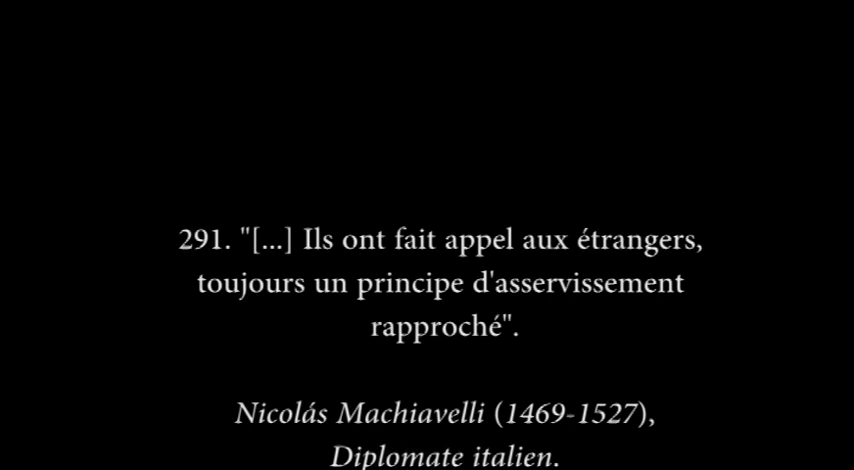 291. "[...] Ils ont fait appel aux étrangers,
toujours un principe d'asservissement
rapproché".
Nicolás Machiavelli (1469-1527),
Diplomate italien.